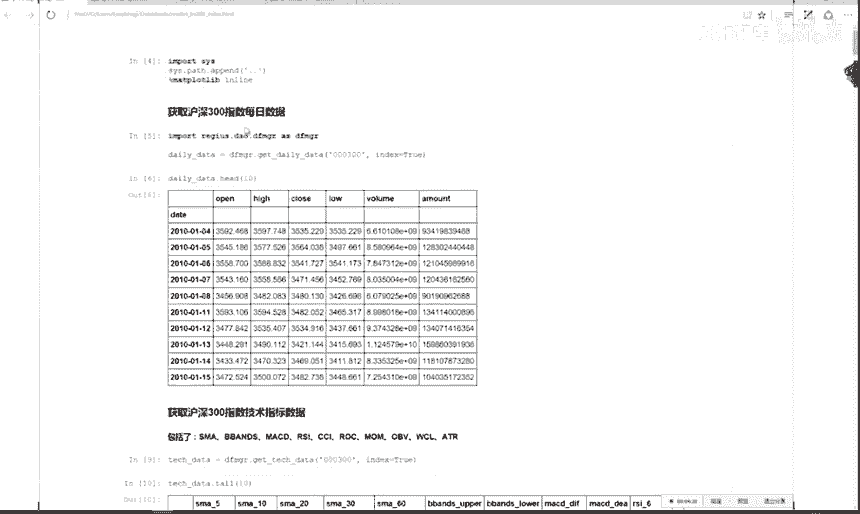 In [4]: import sys
sys.path.append('..')
%matplotlib inline
获取沪深300指数每日数据
In [5]: import regius.dao.dfmgr as dfmgr
daily_data = dfmgr.get_daily_data('000300', index=True)
In [6]: daily_data.head(10)
Out[6]:
open high close low volume amount
date
2010-01-04 3592.468 3597.748 3535.229 3535.229 6.610108e+09 93419839488
2010-01-05 3545.186 3577.526 3564.038 3497.661 8.580964e+09 128302440448
2010-01-06 3558.700 3588.832 3541.727 3541.173 7.847312e+09 121045989916
2010-01-07 3543.160 3558.556 3471.456 3452.769 8.035004e+09 120436162560
2010-01-08 3456.908 3482.083 3480.130 3426.698 6.079025e+09 90190962688
2010-01-11 3593.106 3594.528 3482.052 3465.317 8.998018e+09 134114000896
2010-01-12 3477.842 3535.407 3534.916 3437.661 9.374326e+09 134071416354
2010-01-13 3448.281 3490.112 3421.144 3415.693 1.124579e+10 159860391936
2010-01-14 3433.472 3470.323 3469.051 3411.812 8.335325e+09 118107873280
2010-01-15 3472.524 3500.072 3482.738 3448.661 7.254310e+09 104035172352
获取沪深300指数技术指标数据
包括了：SMA、BBANDS、MACD、RSI、CCI、ROC、MOM、OBV、WCL、ATR
In [9]: tech_data = dfmgr.get_tech_data('000300', index=True)
In [10]: tech_data.tail(10)
Out[10]:
sma_5 sma_10 sma_20 sma_30 sma_60 bbands_upper bbands_lower macd_dif macd_dea rsi_6